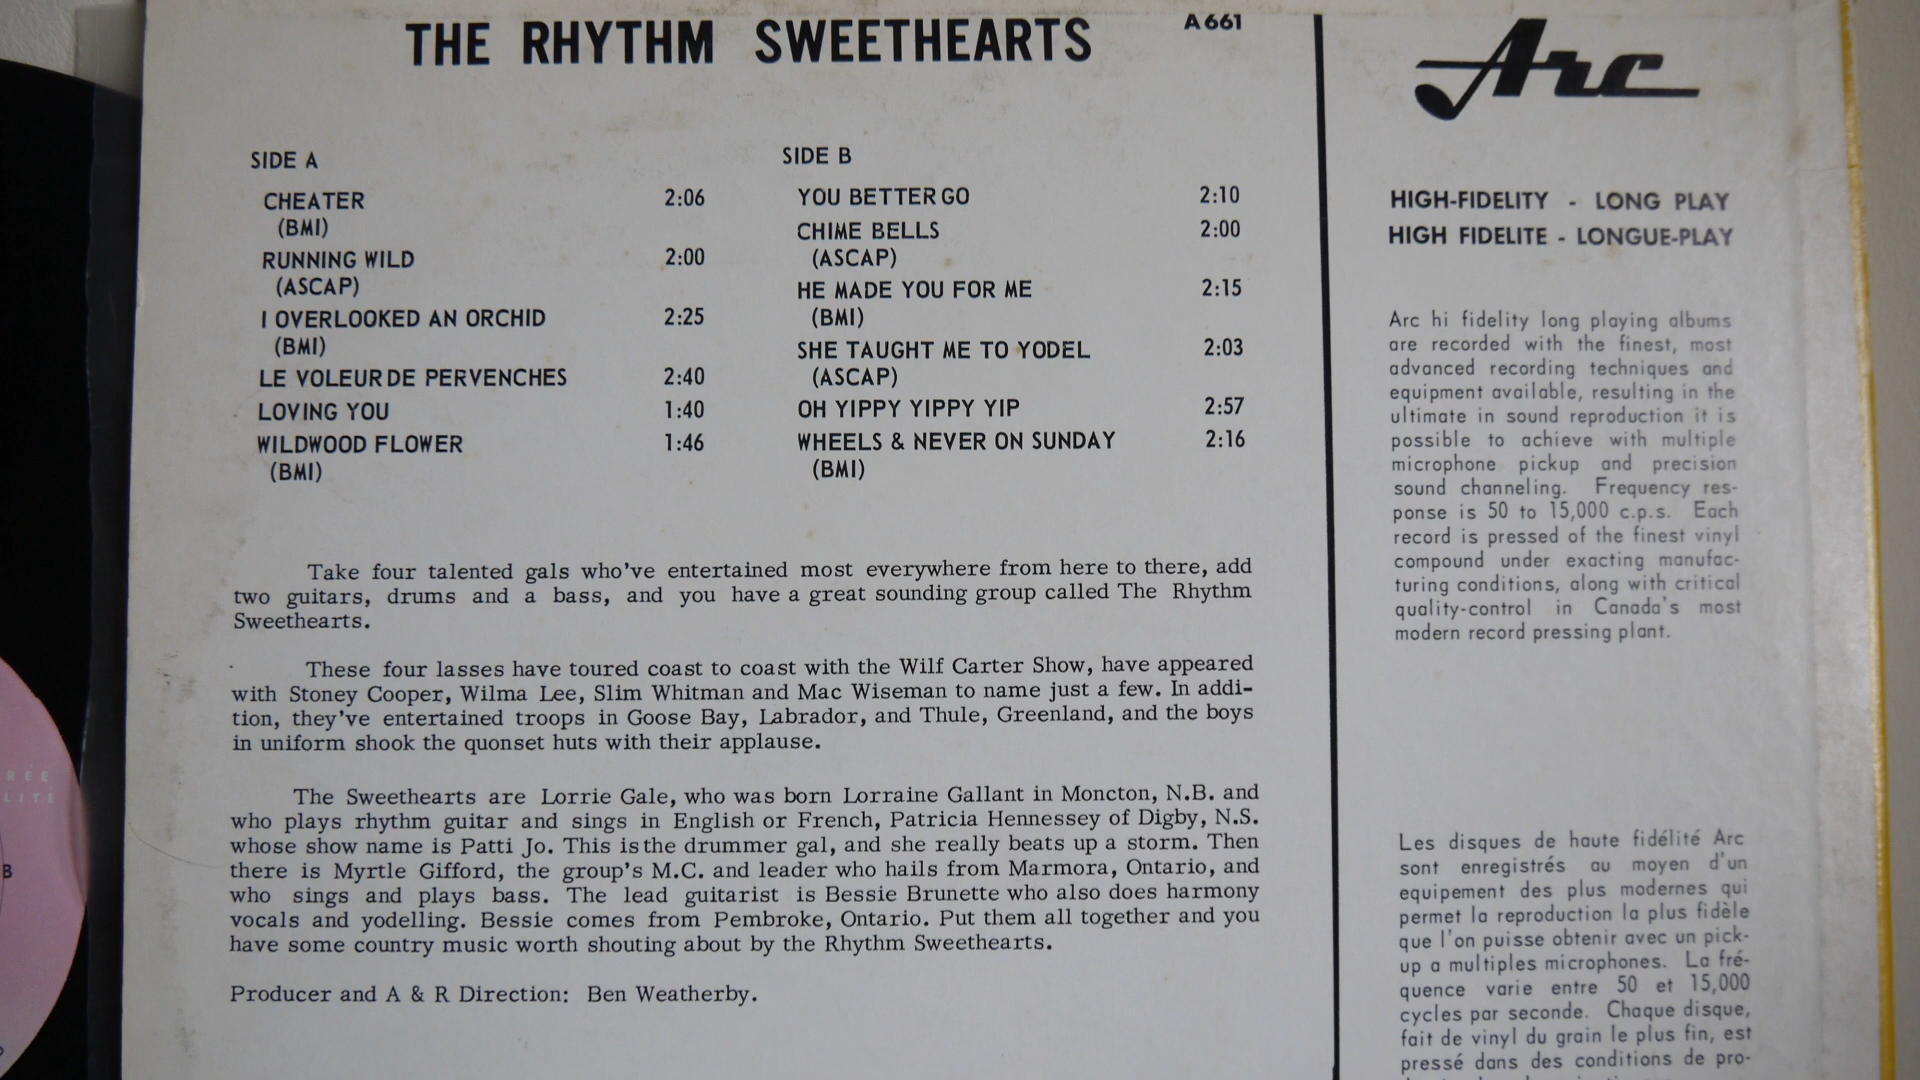 THE RHYTHM SWEETHEARTS
A 661
SIDE A
CHEATER 2:06
(BMI)
RUNNING WILD 2:00
(ASCAP)
I OVERLOOKED AN ORCHID 2:25
(BMI)
LE VOLEUR DE PERVENCHES 2:40
LOVING YOU 1:40
WILDWOOD FLOWER 1:46
(BMI)
SIDE B
YOU BETTER GO 2:10
CHIME BELLS 2:00
(ASCAP)
HE MADE YOU FOR ME 2:15
(BMI)
SHE TAUGHT ME TO YODEL 2:03
(ASCAP)
OH YIPPY YIPPY YIP 2:57
WHEELS & NEVER ON SUNDAY 2:16
(BMI)
Take four talented gals who've entertained most everywhere from here to there, add
two guitars, drums and a bass, and you have a great sounding group called The Rhythm
Sweethearts.
These four lasses have toured coast to coast with the Wilf Carter Show, have appeared
with Stoney Cooper, Wilma Lee, Slim Whitman and Mac Wiseman to name just a few. In addi-
tion, they've entertained troops in Goose Bay, Labrador, and Thule, Greenland, and the boys
in uniform shook the quonset huts with their applause.
The Sweethearts are Lorrie Gale, who was born Lorraine Gallant in Moncton, N.B. and
who plays rhythm guitar and sings in English or French, Patricia Hennessey of Digby, N.S.
whose show name is Patti Jo. This is the drummer gal, and she really beats up a storm. Then
there is Myrtle Gifford, the group's M.C. and leader who hails from Marmora, Ontario, and
who sings and plays bass. The lead guitarist is Bessie Brunette who also does harmony
vocals and yodelling. Bessie comes from Pembroke, Ontario. Put them all together and you
have some country music worth shouting about by the Rhythm Sweethearts.
Producer and A & R Direction: Ben Weatherby.
Arc
HIGH-FIDELITY - LONG PLAY
HIGH FIDELITE - LONGUE-PLAY
Arc hi fidelity long playing albums
are recorded with the finest, most
advanced recording techniques and
equipment available, resulting in the
ultimate in sound reproduction it is
possible to achieve with multiple
microphone pickup and precision
sound channeling. Frequency res-
ponse is 50 to 15,000 c.p.s. Each
record is pressed of the finest vinyl
compound under exacting manufac-
turing conditions, along with critical
quality-control in Canada's most
modern record pressing plant.
Les disques de haute fidélité Arc
sont enregistrés au moyen d'un
equipement des plus modernes qui
permet la reproduction la plus fidèle
que l'on puisse obtenir avec un pick-
up a multiples microphones. La fré-
quence varie entre 50 et 15,000
cycles par seconde. Chaque disque,
fait de vinyl du grain le plus fin, est
pressé dans des conditions de pro-
RÉE
LITÉ
B